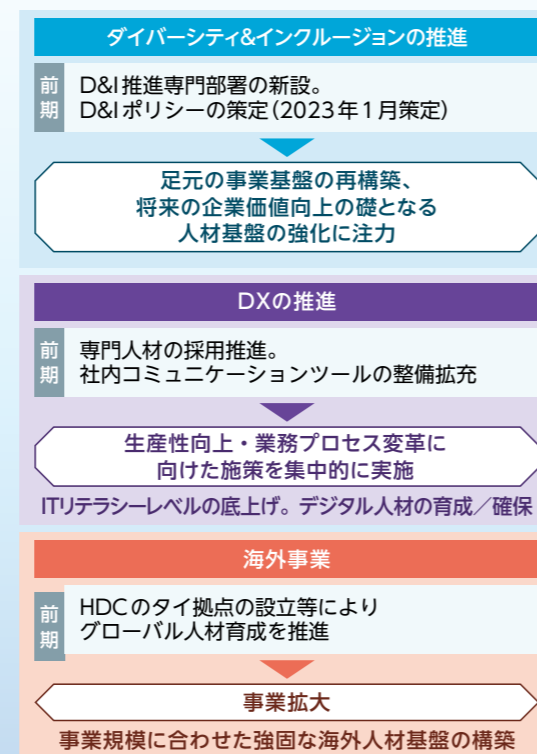 ダイバーシティ&インクルージョンの推進
前期
D&I推進専門部署の新設。
D&Iポリシーの策定(2023年1月策定)
足元の事業基盤の再構築、
将来の企業価値向上の礎となる
人材基盤の強化に注力
DXの推進
前期
専門人材の採用推進。
社内コミュニケーションツールの整備拡充
生産性向上・業務プロセス変革に
向けた施策を集中的に実施
ITリテラシーレベルの底上げ。デジタル人材の育成／確保
海外事業
前期
HDCのタイ拠点の設立等により
グローバル人材育成を推進
事業拡大
事業規模に合わせた強固な海外人材基盤の構築